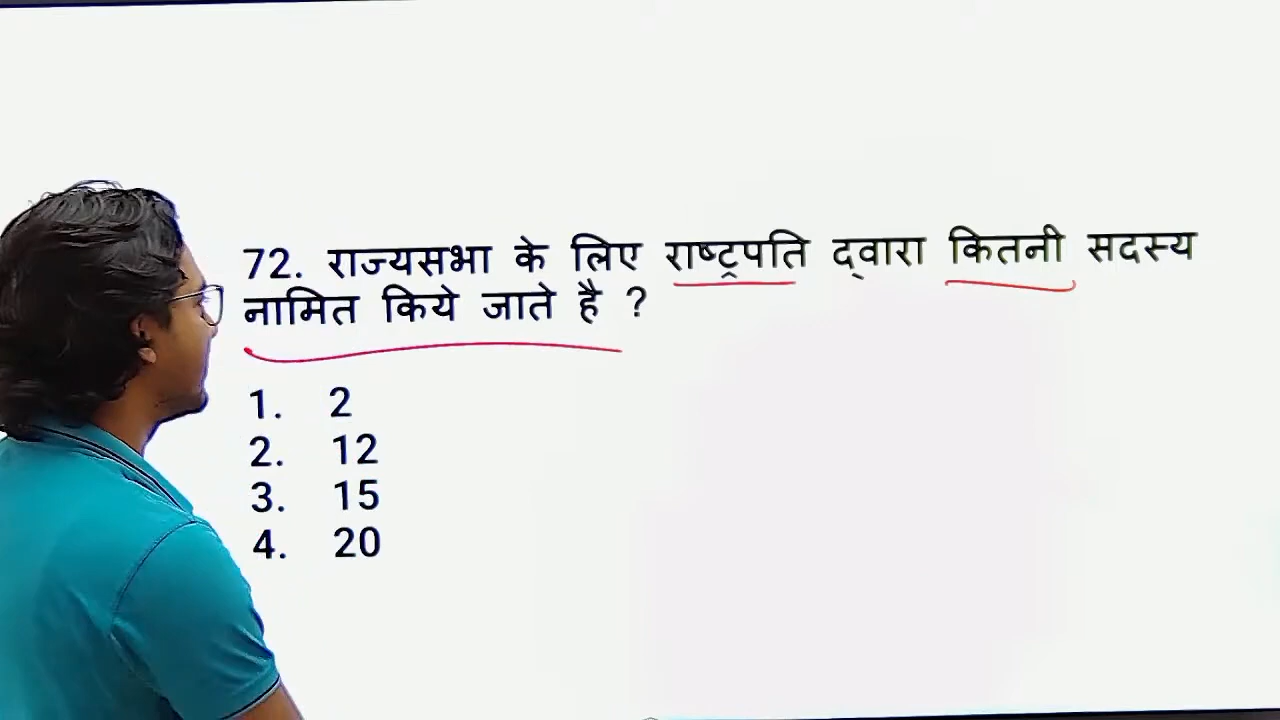 72. राज्यसभा के लिए राष्ट्रपति द्वारा कितनी सदस्य
नामित किये जाते है ?
1. 2
2. 12
3. 15
4. 20